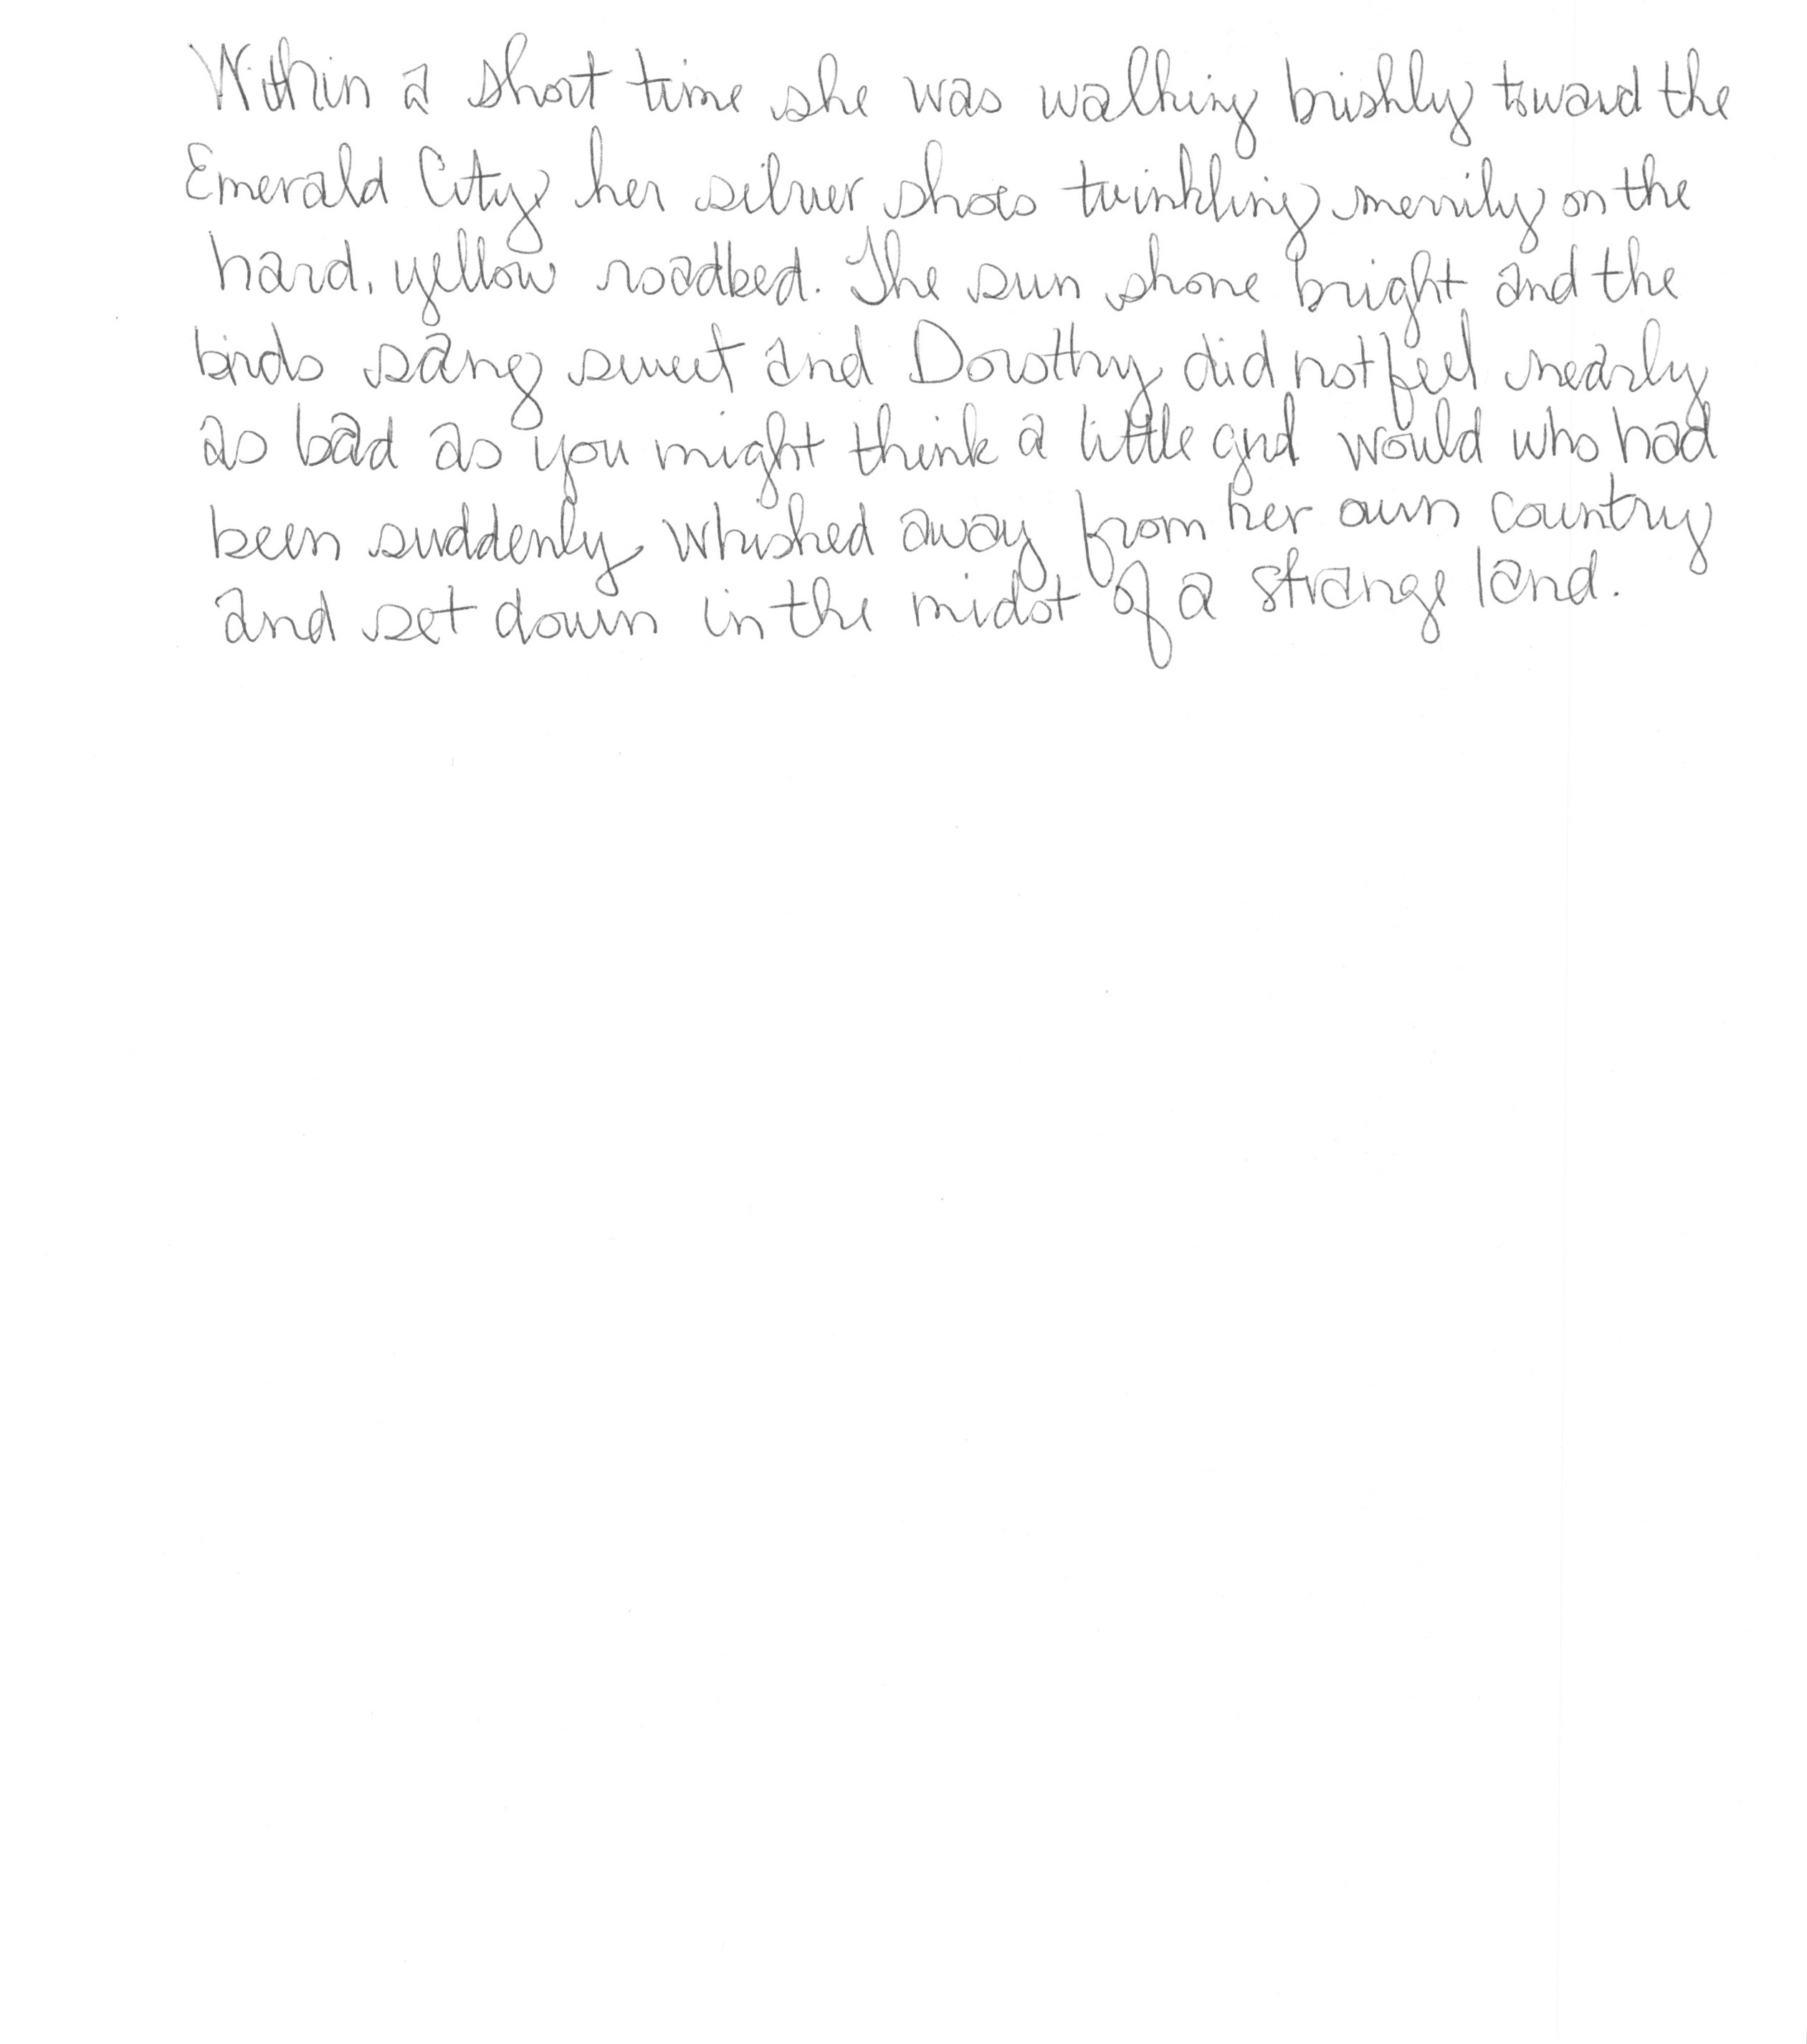 Within a short time she was walking briskly toward the
Emerald City, her silver shoes twinkling merrily on the
hard, yellow roadbed. The sun shone bright and the
birds sang sweet and Dorothy did not feel nearly
as bad as you might think a little girl would who had
been suddenly whisked away from her own country
and set down in the midst of a strange land.